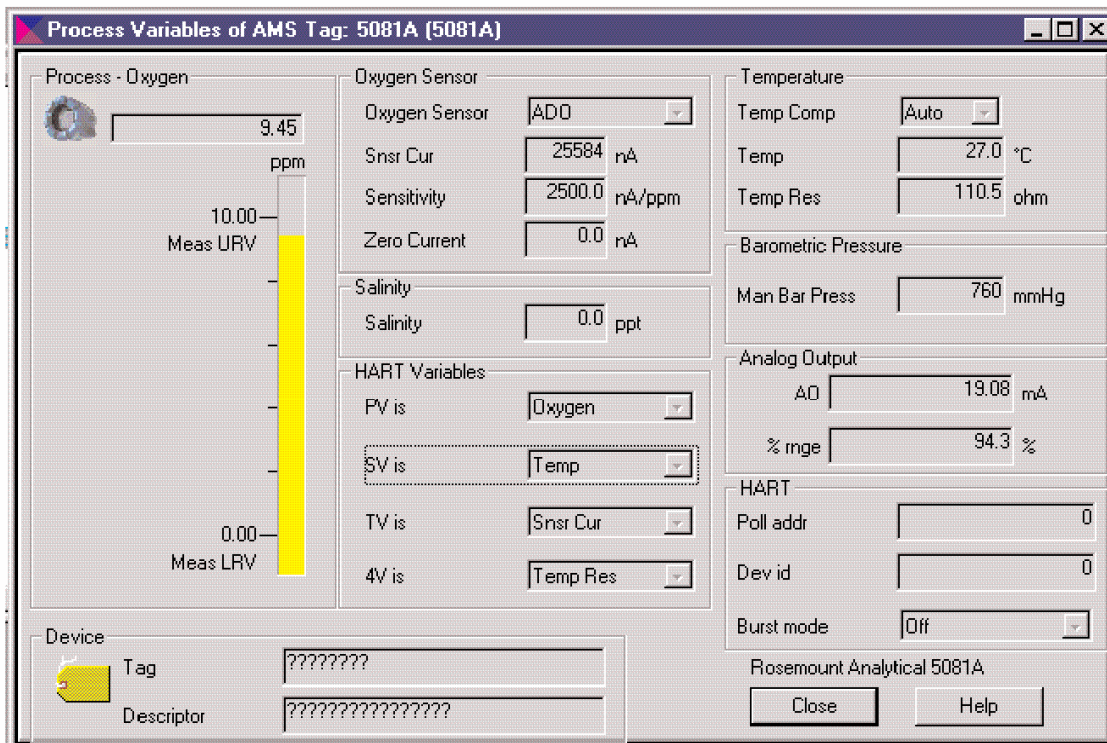 Process Variables of AMS Tag: 5081A (5081A)
Process - Oxygen
9.45
ppm
10.00
Meas URV
0.00
Meas LRV
Oxygen Sensor
Oxygen Sensor ADO
Snsr Cur 25584 nA
Sensitivity 2500.0 nA/ppm
Zero Current 0.0 nA
Salinity
Salinity 0.0 ppt
HART Variables
PV is Oxygen
SV is Temp
TV is Snsr Cur
4V is Temp Res
Temperature
Temp Comp Auto
Temp 27.0 °C
Temp Res 110.5 ohm
Barometric Pressure
Man Bar Press 760 mmHg
Analog Output
AO 19.08 mA
% rnge 94.3 %
HART
Poll addr 0
Dev id 0
Burst mode Off
Device
Tag ????????
Descriptor ????????????????
Rosemount Analytical 5081A
Close Help